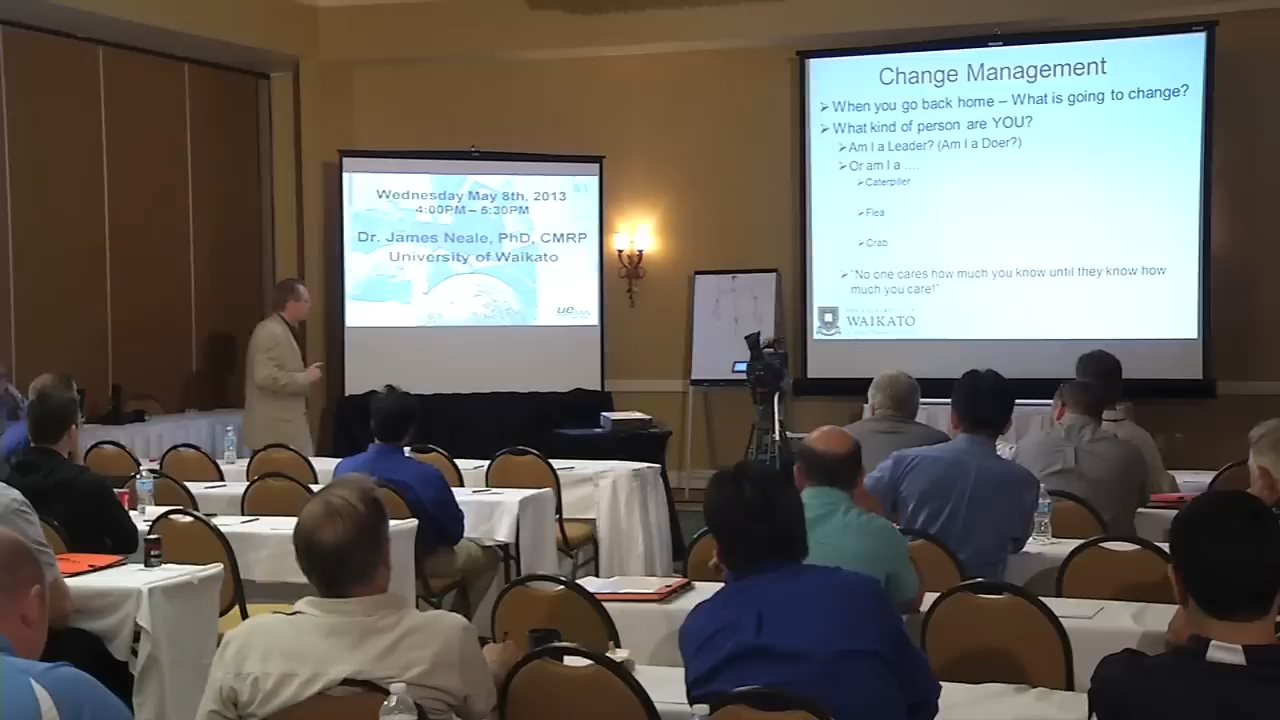 Wednesday May 8th, 2013
4:00PM – 5:30PM
Dr. James Neale, PhD, CMRP
University of Waikato
ue
Change Management
➢ When you go back home – What is going to change?
➢ What kind of person are YOU?
➢ Am I a Leader? (Am I a Doer?)
➢ Or am I a ....
➢ Caterpiller
➢ Flea
➢ Crab
➢ "No one cares how much you know until they know how
much you care!"
WAIKATO